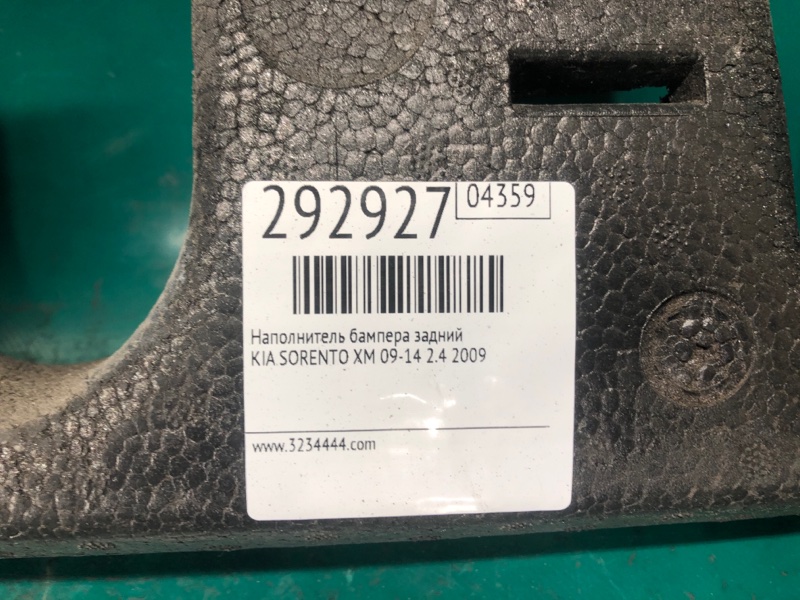 292927
04359
Наполнитель бампера задний
KIA SORENTO XM 09-14 2.4 2009
www.3234444.com